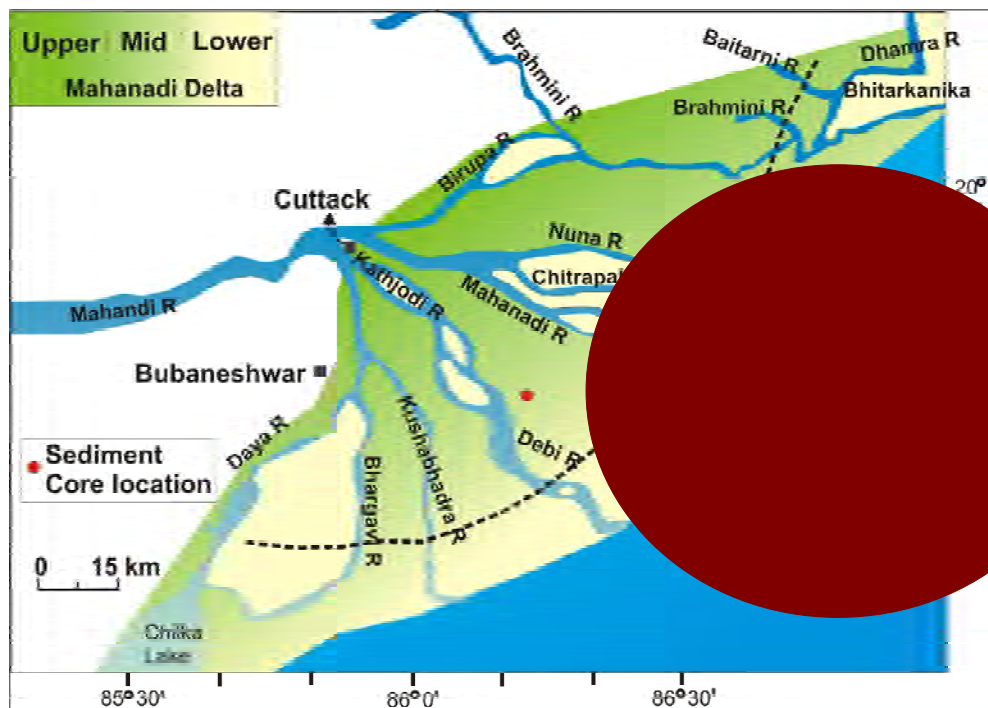 Upper Mid Lower
Mahanadi Delta
Brahmini R
Baitarni R
Dhamra R
Bhitarkanika
Brahmini R
Birupa R
20°
Cuttack
Nuna R
Kathjodi R
Chitrapal
Mahanadi R
Mahandi R
Bubaneshwar
Kushabhadra R
Daya R
Debi R
Bhargavi R
Sediment
Core location
0 15 km
Chilka
Lake
85°30'
86°0'
86°30'